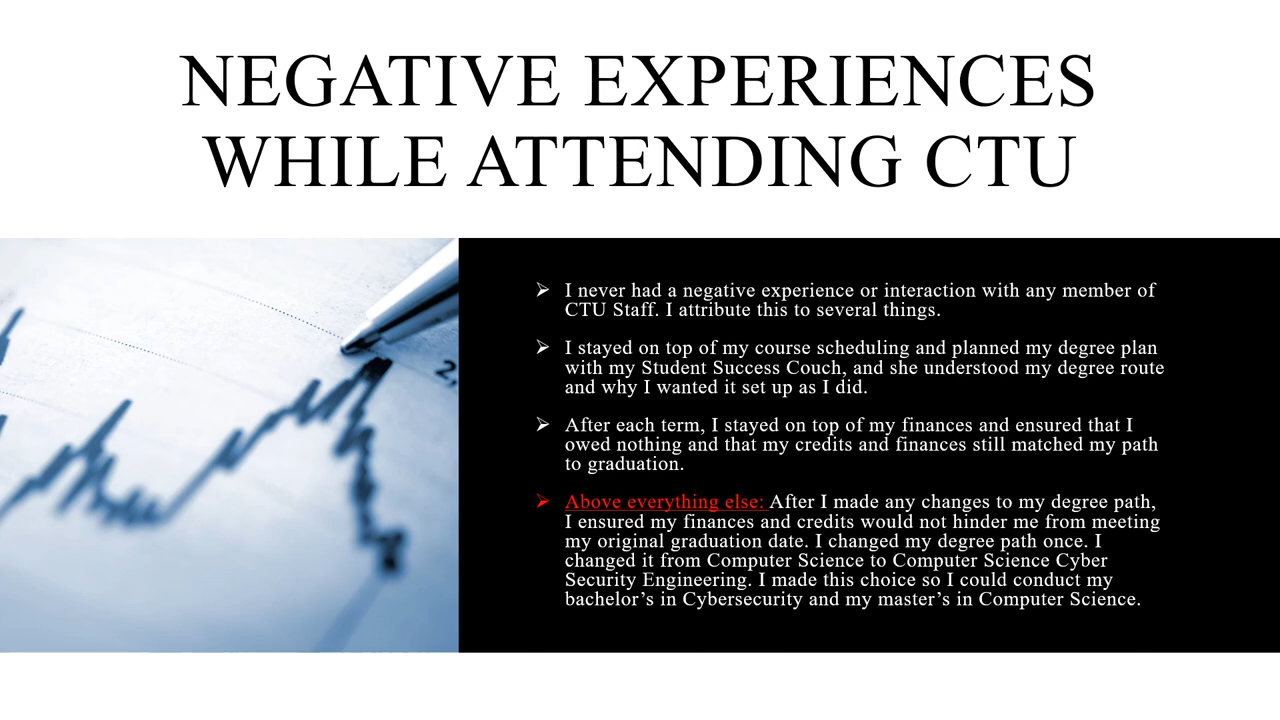 NEGATIVE EXPERIENCES
WHILE ATTENDING CTU
➢ I never had a negative experience or interaction with any member of
CTU Staff. I attribute this to several things.
➢ I stayed on top of my course scheduling and planned my degree plan
with my Student Success Couch, and she understood my degree route
and why I wanted it set up as I did.
➢ After each term, I stayed on top of my finances and ensured that I
owed nothing and that my credits and finances still matched my path
to graduation.
➢ Above everything else: After I made any changes to my degree path,
I ensured my finances and credits would not hinder me from meeting
my original graduation date. I changed my degree path once. I
changed it from Computer Science to Computer Science Cyber
Security Engineering. I made this choice so I could conduct my
bachelor’s in Cybersecurity and my master’s in Computer Science.
2,